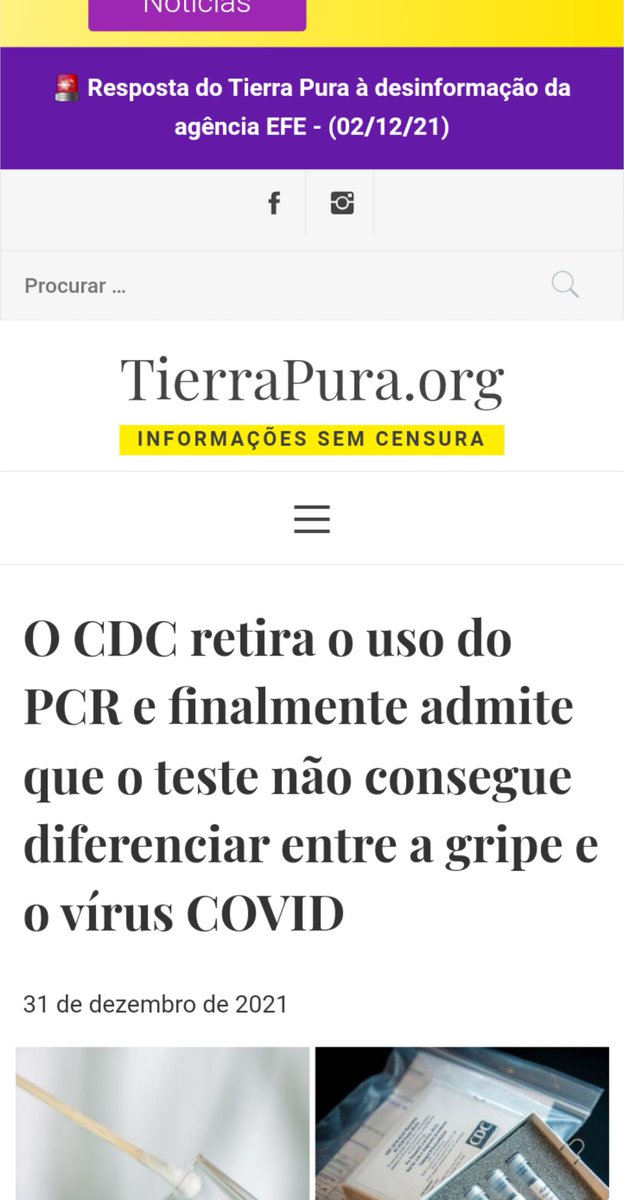 Notícias
🚨 Resposta do Tierra Pura à desinformação da
agência EFE - (02/12/21)
Procurar ...
TierraPura.org
INFORMAÇÕES SEM CENSURA
O CDC retira o uso do
PCR e finalmente admite
que o teste não consegue
diferenciar entre a gripe e
o vírus COVID
31 de dezembro de 2021
CDC